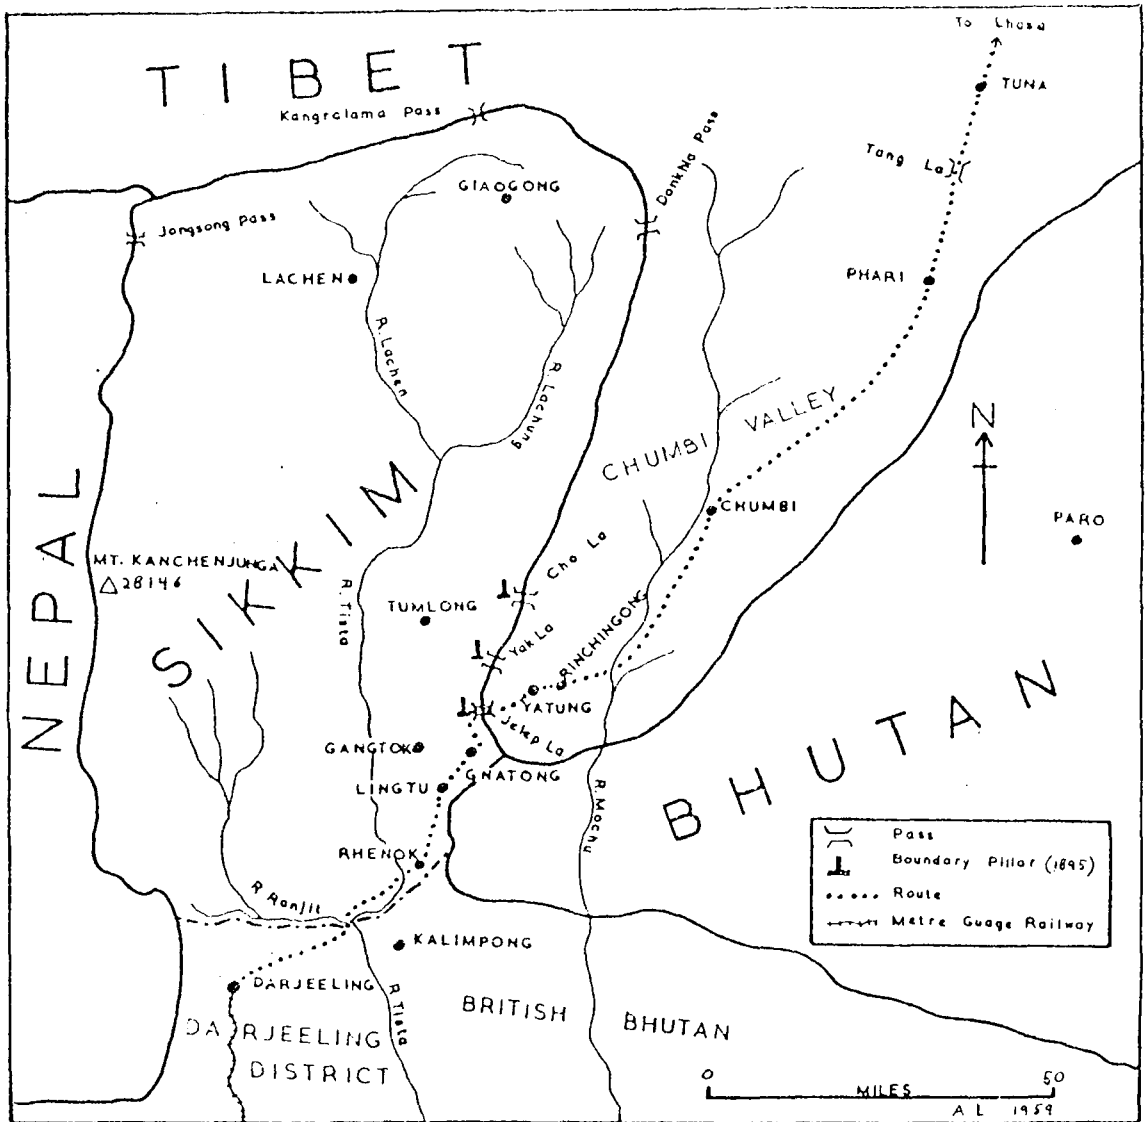 To Lhasa
TIBET
TUNA
Kangralama Pass
Tang La
Donkhla Pass
GIAOGONG
Jongsong Pass
LACHEN
PHARI
R. Lachen
R. Lachung
CHUMBI VALLEY
N
CHUMBI
PARO
NEPAL
SIKKIM
MT. KANCHENJUNGA
28146
Cho La
R. Tista
TUMLONG
Yak La
RINCHINGONG
YATUNG
Jelep La
GANGTOK
GNATONG
LINGTU
BHUTAN
R. Mochu
RHENOK
R Ranjit
Pass
Boundary Pillar (1895)
Route
Metre Guage Railway
KALIMPONG
DARJEELING
R Tista
DARJEELING
DISTRICT
BRITISH BHUTAN
0 50
MILES
A L 1959